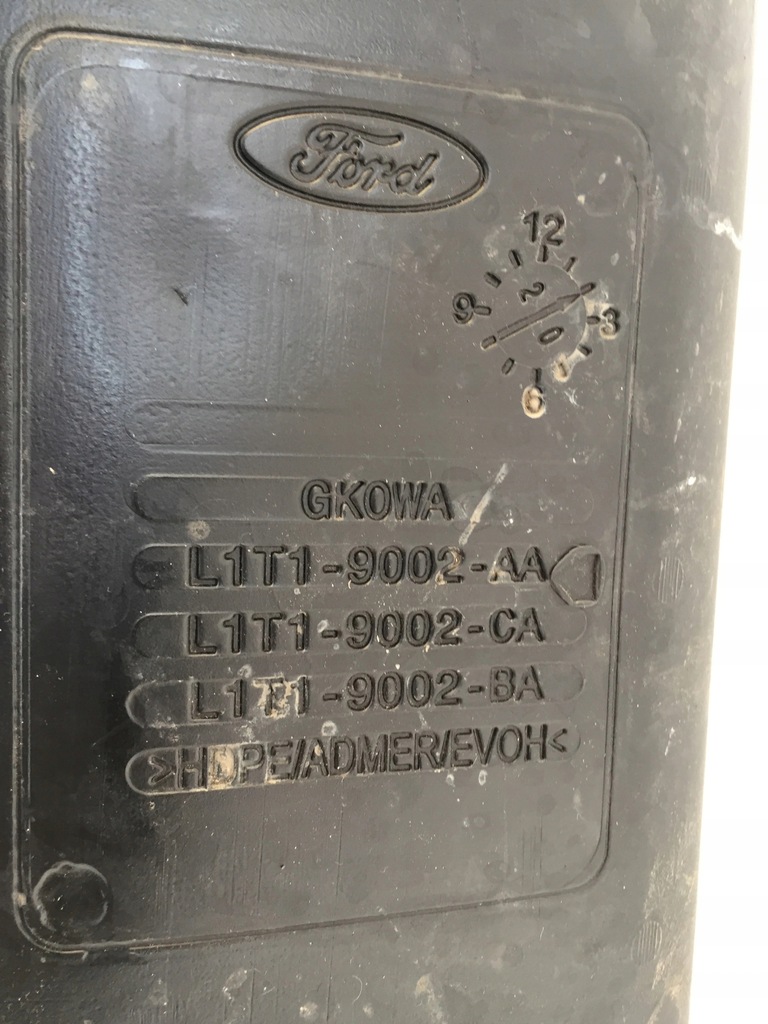 Ford
12
9 2 0 3
6
GKOWA
L1T1-9002-AA
L1T1-9002-CA
L1T1-9002-BA
>HDPE/ADMER/EVOH<